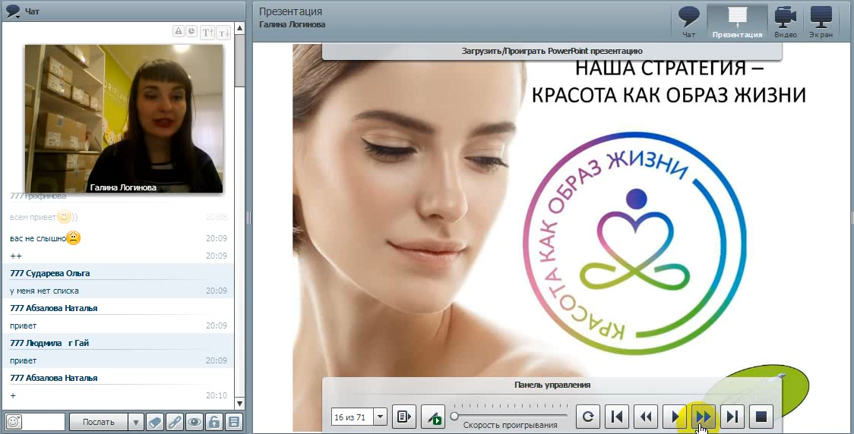 Чат
Галина Логинова
всем привет ))
вас не слышно
20:09
++
20:09
777 Сударева Ольга
у меня нет списка
20:09
777 Абзалова Наталья
привет
20:09
777 Людмила г Гай
привет
20:09
777 Абзалова Наталья
+
20:10
Послать
Презентация
Галина Логинова
Чат
Презентация
Видео
Экран
Загрузить/Проиграть PowerPoint презентацию
НАША СТРАТЕГИЯ –
КРАСОТА КАК ОБРАЗ ЖИЗНИ
КРАСОТА КАК ОБРАЗ ЖИЗНИ
Панель управления
16 из 71
Скорость проигрывания